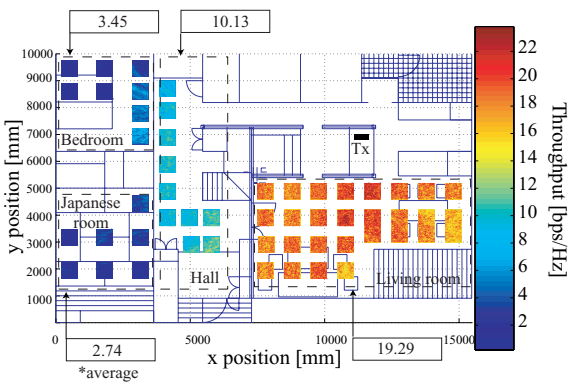 3.45
10.13
10000
9000
8000
7000
6000
5000
4000
3000
2000
1000
y position [mm]
Bedroom
Japanese
room
Hall
Tx
Living room
0
5000
10000
15000
x position [mm]
2.74
*average
19.29
22
20
18
16
14
12
10
8
6
4
2
Throughput [bps/Hz]